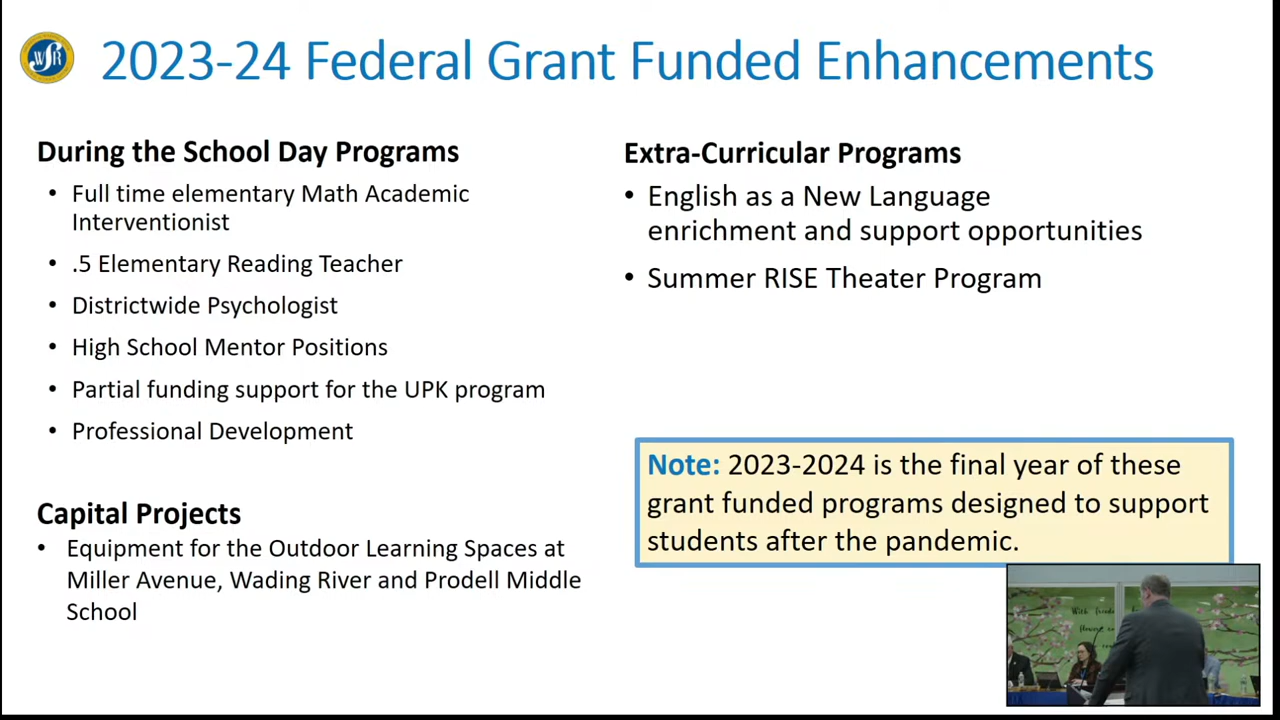 WSR
2023-24 Federal Grant Funded Enhancements
During the School Day Programs
• Full time elementary Math Academic
Interventionist
• .5 Elementary Reading Teacher
• Districtwide Psychologist
• High School Mentor Positions
• Partial funding support for the UPK program
• Professional Development
Capital Projects
• Equipment for the Outdoor Learning Spaces at
Miller Avenue, Wading River and Prodell Middle
School
Extra-Curricular Programs
• English as a New Language
enrichment and support opportunities
• Summer RISE Theater Program
Note: 2023-2024 is the final year of these
grant funded programs designed to support
students after the pandemic.
With